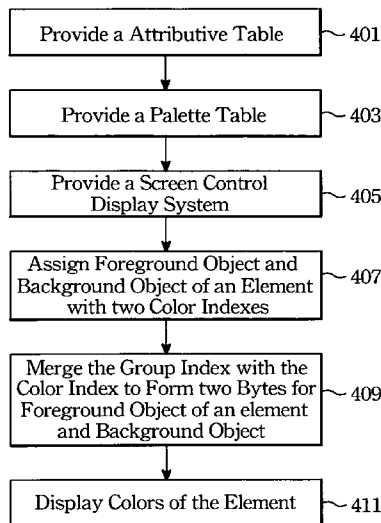 Provide a Attributive Table
401
Provide a Palette Table
403
Provide a Screen Control
Display System
405
Assign Foreground Object and
Background Object of an Element
with two Color Indexes
407
Merge the Group Index with the
Color Index to Form two Bytes for
Foreground Object of an element
and Background Object
409
Display Colors of the Element
411